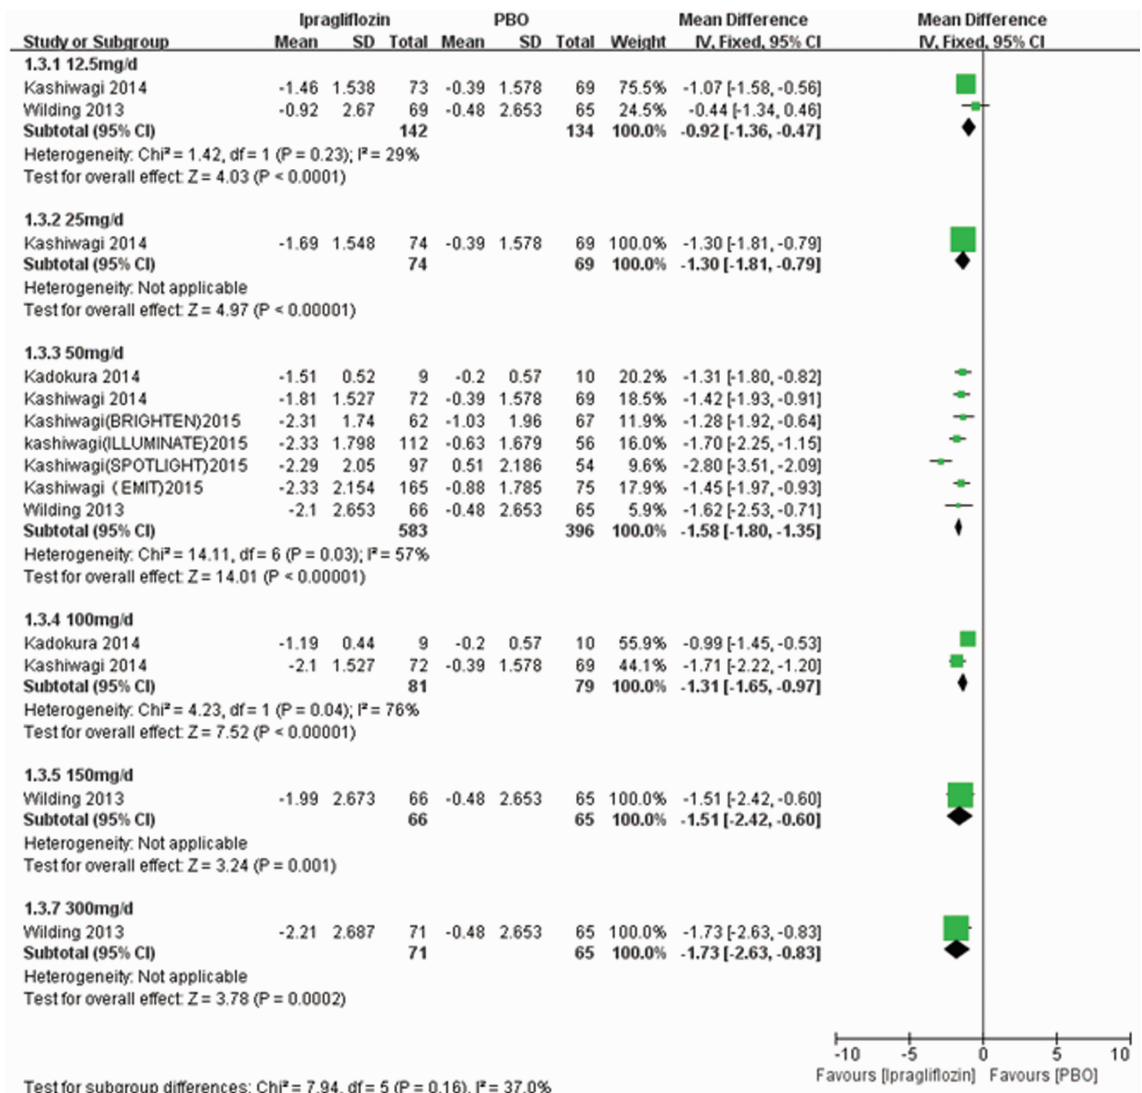 Ipragliflozin PBO Mean Difference Mean Difference
Study or Subgroup Mean SD Total Mean SD Total Weight IV, Fixed, 95% CI IV, Fixed, 95% CI
1.3.1 12.5mg/d
Kashiwagi 2014 -1.46 1.538 73 -0.39 1.578 69 75.5% -1.07 [-1.58, -0.56]
Wilding 2013 -0.92 2.67 69 -0.48 2.653 65 24.5% -0.44 [-1.34, 0.46]
Subtotal (95% CI) 142 134 100.0% -0.92 [-1.36, -0.47]
Heterogeneity: Chi² = 1.42, df = 1 (P = 0.23); I² = 29%
Test for overall effect: Z = 4.03 (P < 0.0001)
1.3.2 25mg/d
Kashiwagi 2014 -1.69 1.548 74 -0.39 1.578 69 100.0% -1.30 [-1.81, -0.79]
Subtotal (95% CI) 74 69 100.0% -1.30 [-1.81, -0.79]
Heterogeneity: Not applicable
Test for overall effect: Z = 4.97 (P < 0.00001)
1.3.3 50mg/d
Kadokura 2014 -1.51 0.52 9 -0.2 0.57 10 20.2% -1.31 [-1.80, -0.82]
Kashiwagi 2014 -1.81 1.527 72 -0.39 1.578 69 18.5% -1.42 [-1.93, -0.91]
Kashiwagi(BRIGHTEN)2015 -2.31 1.74 62 -1.03 1.96 67 11.9% -1.28 [-1.92, -0.64]
kashiwagi(ILLUMINATE)2015 -2.33 1.798 112 -0.63 1.679 56 16.0% -1.70 [-2.25, -1.15]
Kashiwagi(SPOTLIGHT)2015 -2.29 2.05 97 0.51 2.186 54 9.6% -2.80 [-3.51, -2.09]
Kashiwagi ( EMIT)2015 -2.33 2.154 165 -0.88 1.785 75 17.9% -1.45 [-1.97, -0.93]
Wilding 2013 -2.1 2.653 66 -0.48 2.653 65 5.9% -1.62 [-2.53, -0.71]
Subtotal (95% CI) 583 396 100.0% -1.58 [-1.80, -1.35]
Heterogeneity: Chi² = 14.11, df = 6 (P = 0.03); I² = 57%
Test for overall effect: Z = 14.01 (P < 0.00001)
1.3.4 100mg/d
Kadokura 2014 -1.19 0.44 9 -0.2 0.57 10 55.9% -0.99 [-1.45, -0.53]
Kashiwagi 2014 -2.1 1.527 72 -0.39 1.578 69 44.1% -1.71 [-2.22, -1.20]
Subtotal (95% CI) 81 79 100.0% -1.31 [-1.65, -0.97]
Heterogeneity: Chi² = 4.23, df = 1 (P = 0.04); I² = 76%
Test for overall effect: Z = 7.52 (P < 0.00001)
1.3.5 150mg/d
Wilding 2013 -1.99 2.673 66 -0.48 2.653 65 100.0% -1.51 [-2.42, -0.60]
Subtotal (95% CI) 66 65 100.0% -1.51 [-2.42, -0.60]
Heterogeneity: Not applicable
Test for overall effect: Z = 3.24 (P = 0.001)
1.3.7 300mg/d
Wilding 2013 -2.21 2.687 71 -0.48 2.653 65 100.0% -1.73 [-2.63, -0.83]
Subtotal (95% CI) 71 65 100.0% -1.73 [-2.63, -0.83]
Heterogeneity: Not applicable
Test for overall effect: Z = 3.78 (P = 0.0002)
-10 -5 0 5 10
Favours [Ipragliflozin] Favours [PBO]
Test for subgroup differences: Chi² = 7.94, df = 5 (P = 0.16), I² = 37.0%